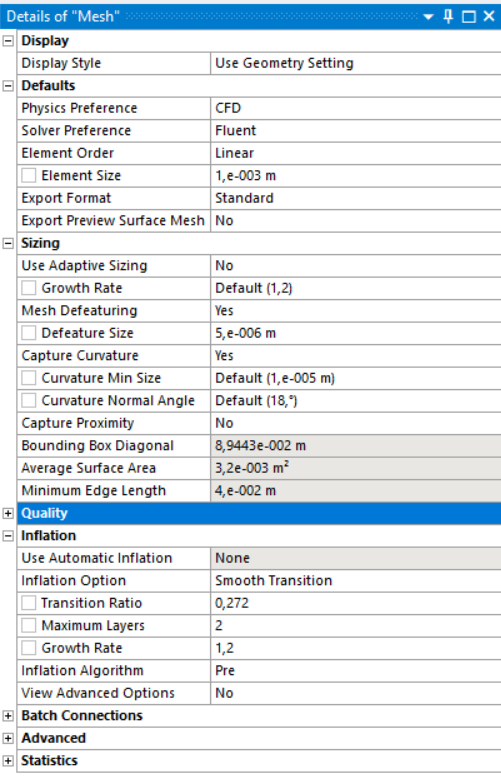 Details of "Mesh"
Display
Display Style Use Geometry Setting
Defaults
Physics Preference CFD
Solver Preference Fluent
Element Order Linear
Element Size 1,e-003 m
Export Format Standard
Export Preview Surface Mesh No
Sizing
Use Adaptive Sizing No
Growth Rate Default (1,2)
Mesh Defeaturing Yes
Defeature Size 5,e-006 m
Capture Curvature Yes
Curvature Min Size Default (1,e-005 m)
Curvature Normal Angle Default (18,°)
Capture Proximity No
Bounding Box Diagonal 8,9443e-002 m
Average Surface Area 3,2e-003 m²
Minimum Edge Length 4,e-002 m
Quality
Inflation
Use Automatic Inflation None
Inflation Option Smooth Transition
Transition Ratio 0,272
Maximum Layers 2
Growth Rate 1,2
Inflation Algorithm Pre
View Advanced Options No
Batch Connections
Advanced
Statistics